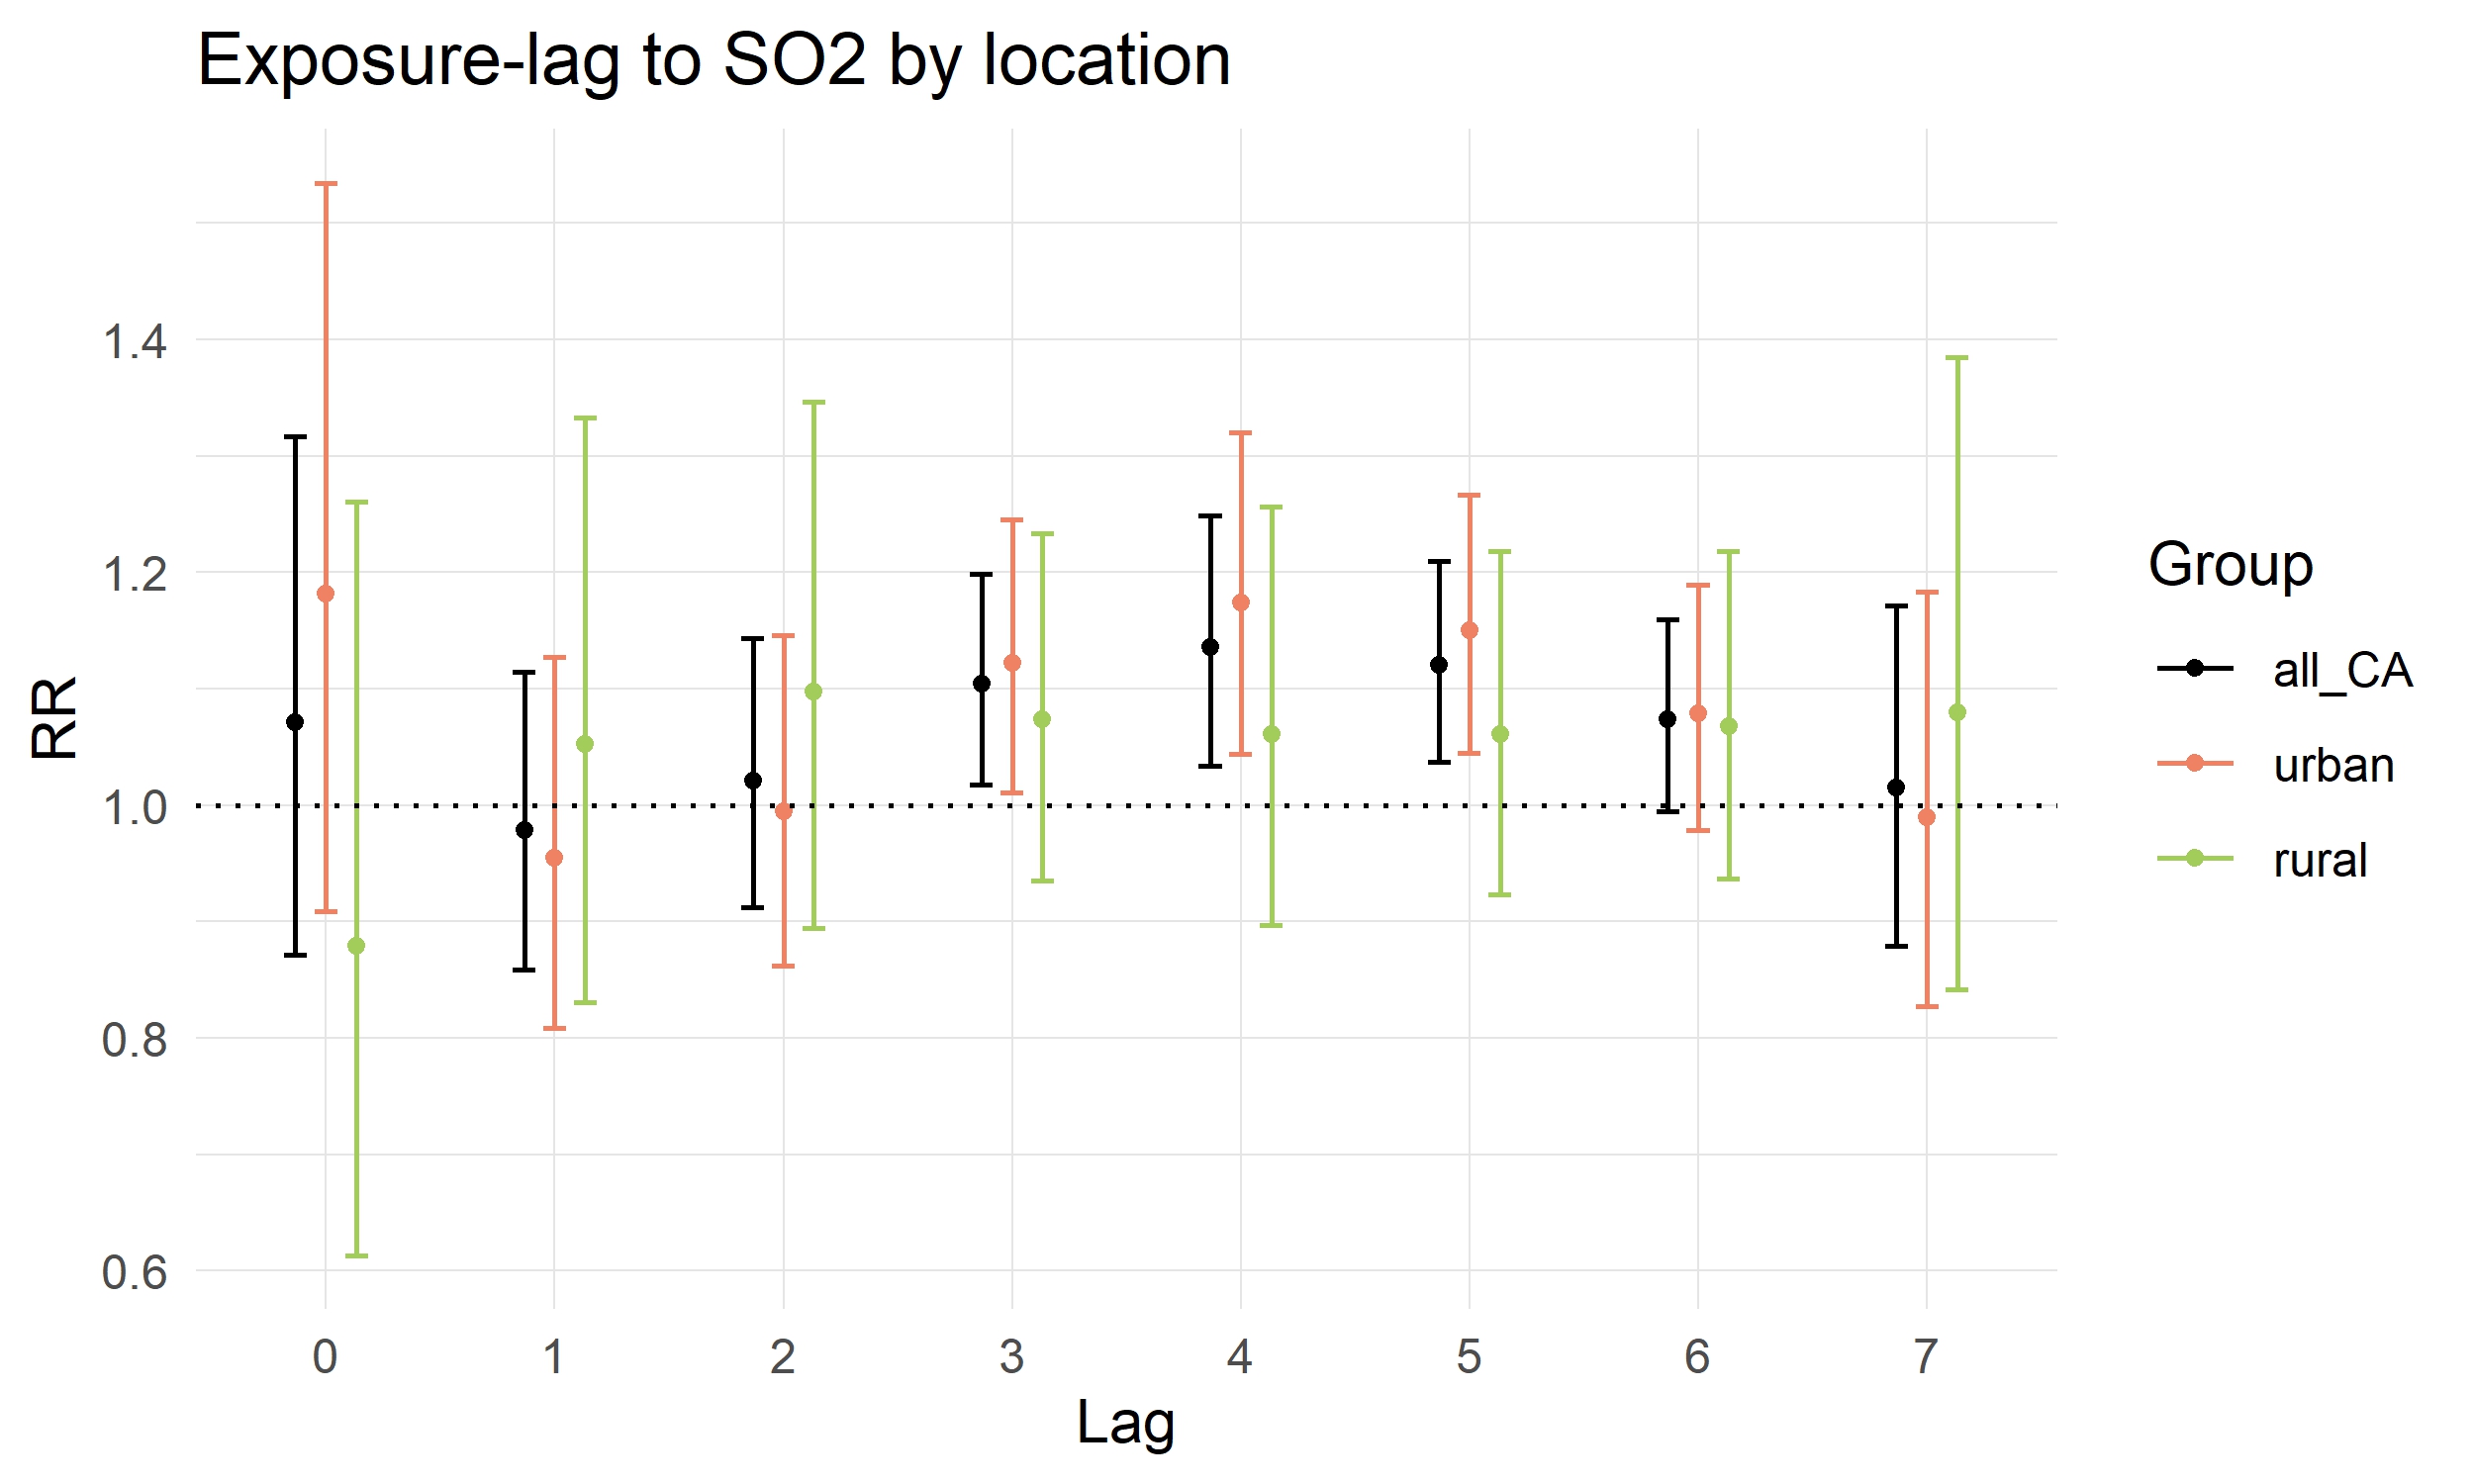 Exposure-lag to SO2 by location
RR
1.4
1.2
1.0
0.8
0.6
0 1 2 3 4 5 6 7
Lag
Group
all_CA
urban
rural